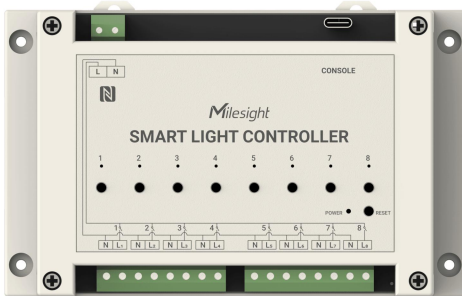 L N
CONSOLE
Milesight
SMART LIGHT CONTROLLER
1 2 3 4 5 6 7 8
POWER RESET
1 2 3 4 5 6 7 8
N L1 N L2 N L3 N L4 N L5 N L6 N L7 N L8